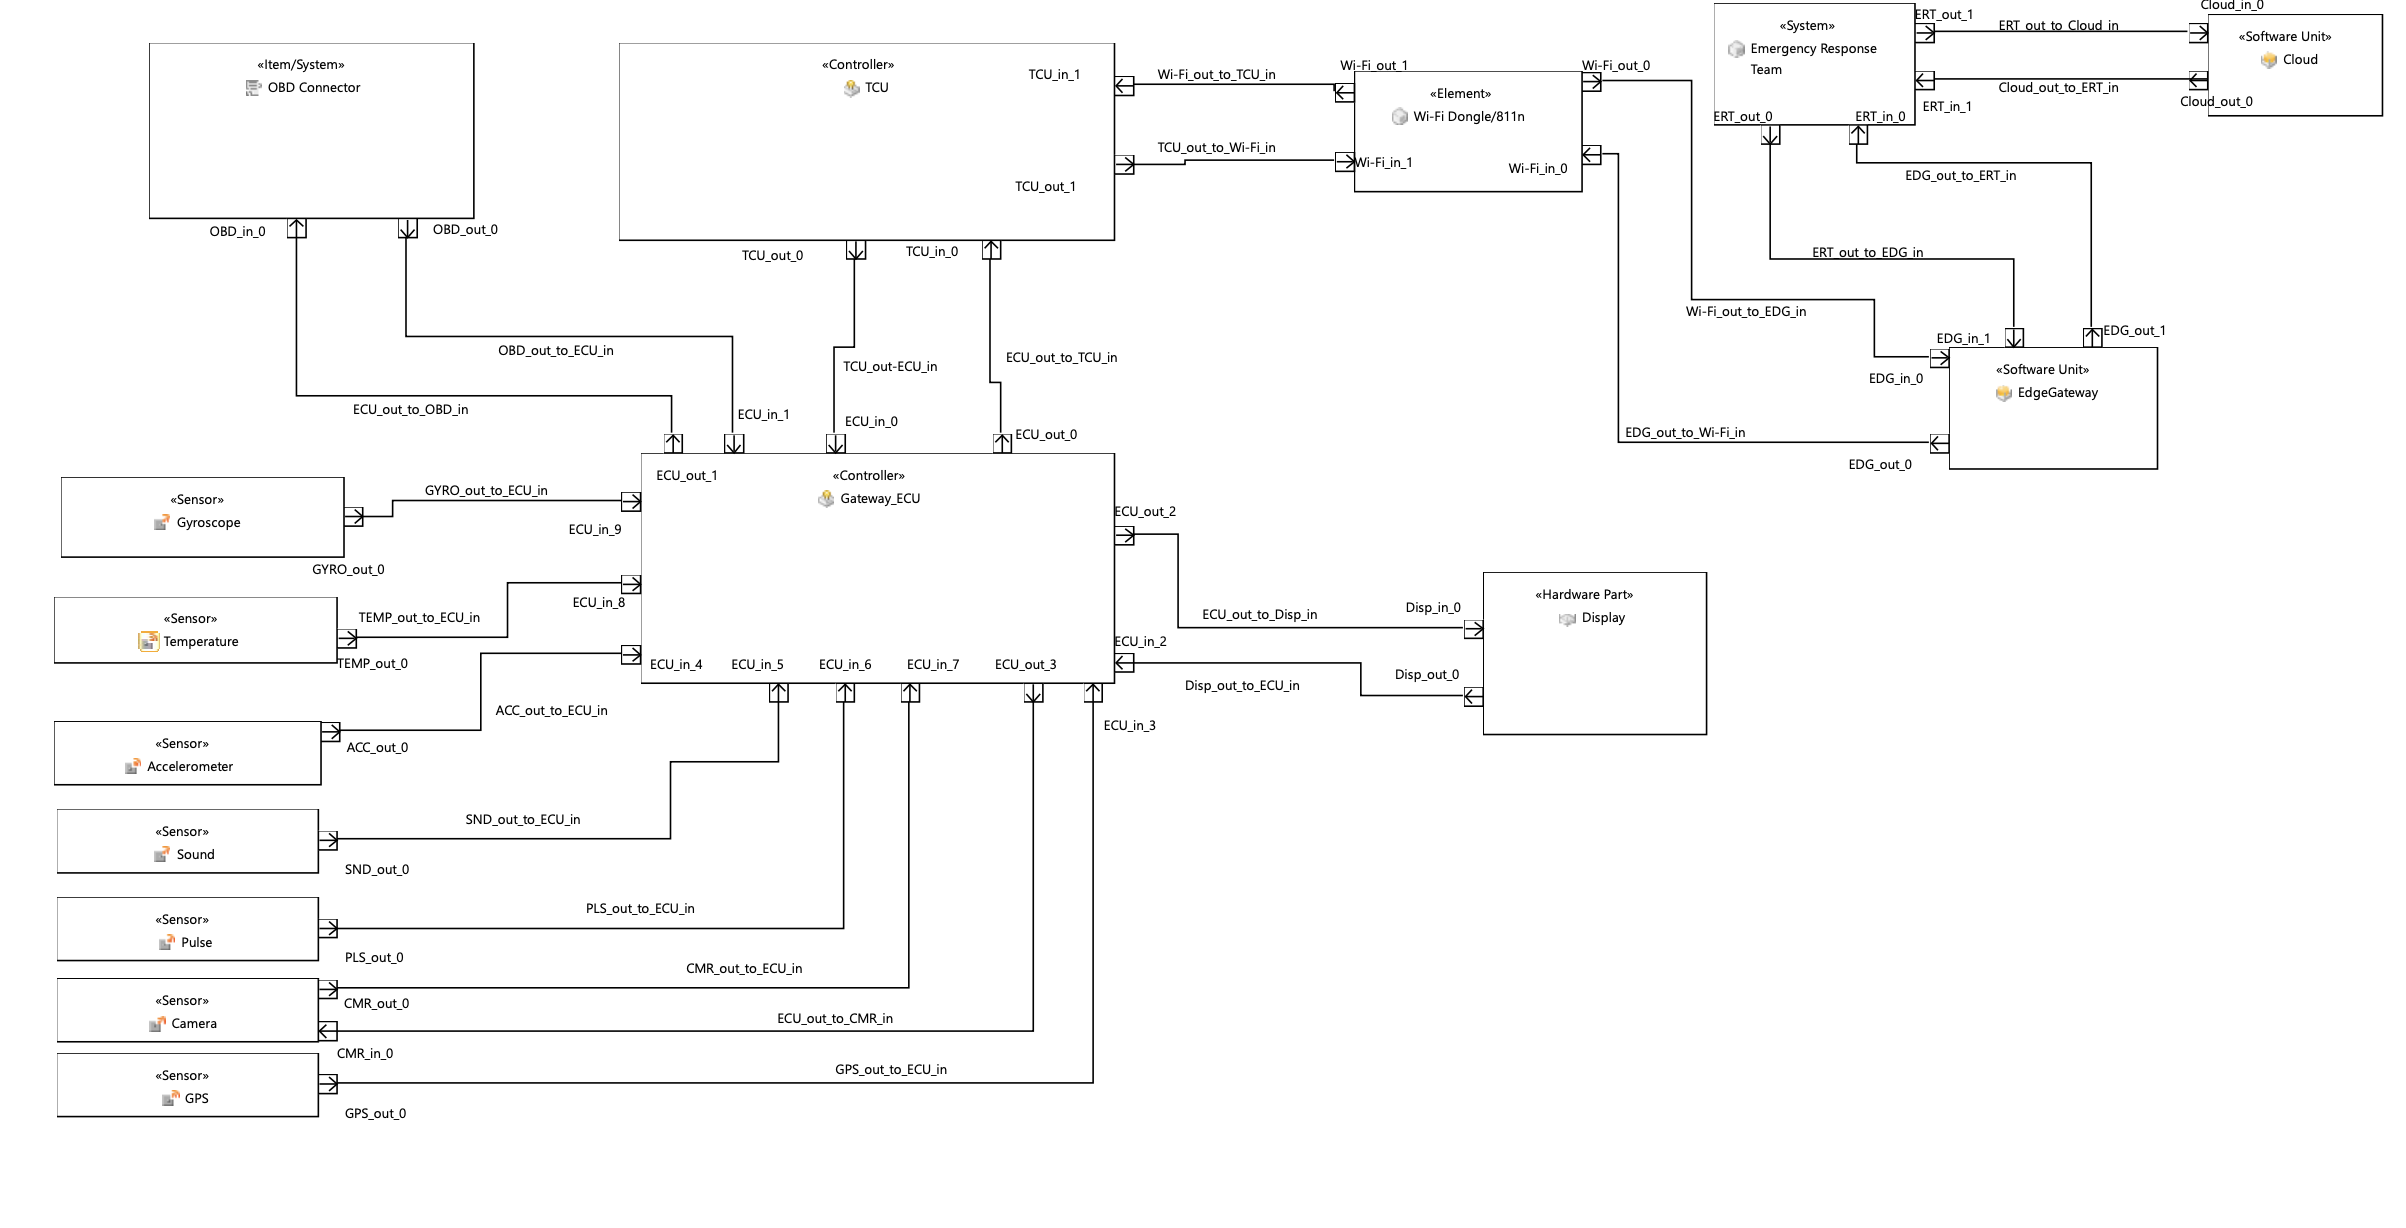 Cloud_in_0
ERT_out_1
ERT_out_to_Cloud_in
«System»
Emergency Response
Team
«Software Unit»
Cloud
Cloud_out_to_ERT_in
Cloud_out_0
ERT_in_1
ERT_out_0
ERT_in_0
«Item/System»
OBD Connector
«Controller»
TCU
TCU_in_1
Wi-Fi_out_to_TCU_in
Wi-Fi_out_1
Wi-Fi_out_0
«Element»
Wi-Fi Dongle/811n
TCU_out_to_Wi-Fi_in
Wi-Fi_in_1
Wi-Fi_in_0
TCU_out_1
EDG_out_to_ERT_in
OBD_in_0
OBD_out_0
TCU_out_0
TCU_in_0
ERT_out_to_EDG_in
Wi-Fi_out_to_EDG_in
EDG_in_1
EDG_out_1
OBD_out_to_ECU_in
TCU_out-ECU_in
ECU_out_to_TCU_in
EDG_in_0
«Software Unit»
EdgeGateway
ECU_out_to_OBD_in
ECU_in_1
ECU_in_0
ECU_out_0
EDG_out_to_Wi-Fi_in
EDG_out_0
ECU_out_1
«Controller»
Gateway_ECU
GYRO_out_to_ECU_in
«Sensor»
Gyroscope
ECU_in_9
ECU_out_2
GYRO_out_0
ECU_in_8
«Hardware Part»
Display
Disp_in_0
ECU_out_to_Disp_in
«Sensor»
Temperature
TEMP_out_to_ECU_in
TEMP_out_0
ECU_in_2
ECU_in_4
ECU_in_5
ECU_in_6
ECU_in_7
ECU_out_3
Disp_out_0
Disp_out_to_ECU_in
ACC_out_to_ECU_in
ECU_in_3
«Sensor»
Accelerometer
ACC_out_0
SND_out_to_ECU_in
«Sensor»
Sound
SND_out_0
PLS_out_to_ECU_in
«Sensor»
Pulse
PLS_out_0
CMR_out_to_ECU_in
«Sensor»
Camera
CMR_out_0
ECU_out_to_CMR_in
CMR_in_0
GPS_out_to_ECU_in
«Sensor»
GPS
GPS_out_0